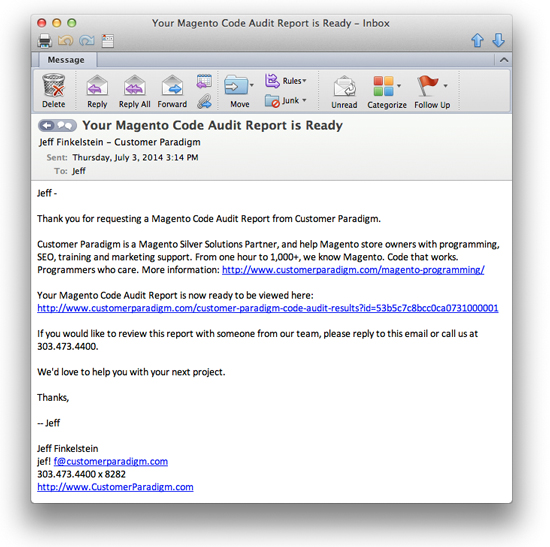 Your Magento Code Audit Report is Ready – Inbox
Message
Delete
Reply
Reply All
Forward
Move
Rules
Junk
Unread
Categorize
Follow Up
Your Magento Code Audit Report is Ready
Jeff Finkelstein – Customer Paradigm
Sent: Thursday, July 3, 2014 3:14 PM
To: Jeff
Jeff -
Thank you for requesting a Magento Code Audit Report from Customer Paradigm.
Customer Paradigm is a Magento Silver Solutions Partner, and help Magento store owners with programming,
SEO, training and marketing support. From one hour to 1,000+, we know Magento. Code that works.
Programmers who care. More information: http://www.customerparadigm.com/magento-programming/
Your Magento Code Audit Report is now ready to be viewed here:
http://www.customerparadigm.com/customer-paradigm-code-audit-results?id=53b5c7c8bcc0ca0731000001
If you would like to review this report with someone from our team, please reply to this email or call us at
303.473.4400.
We'd love to help you with your next project.
Thanks,
-- Jeff
Jeff Finkelstein
jef! f@customerparadigm.com
303.473.4400 x 8282
http://www.CustomerParadigm.com